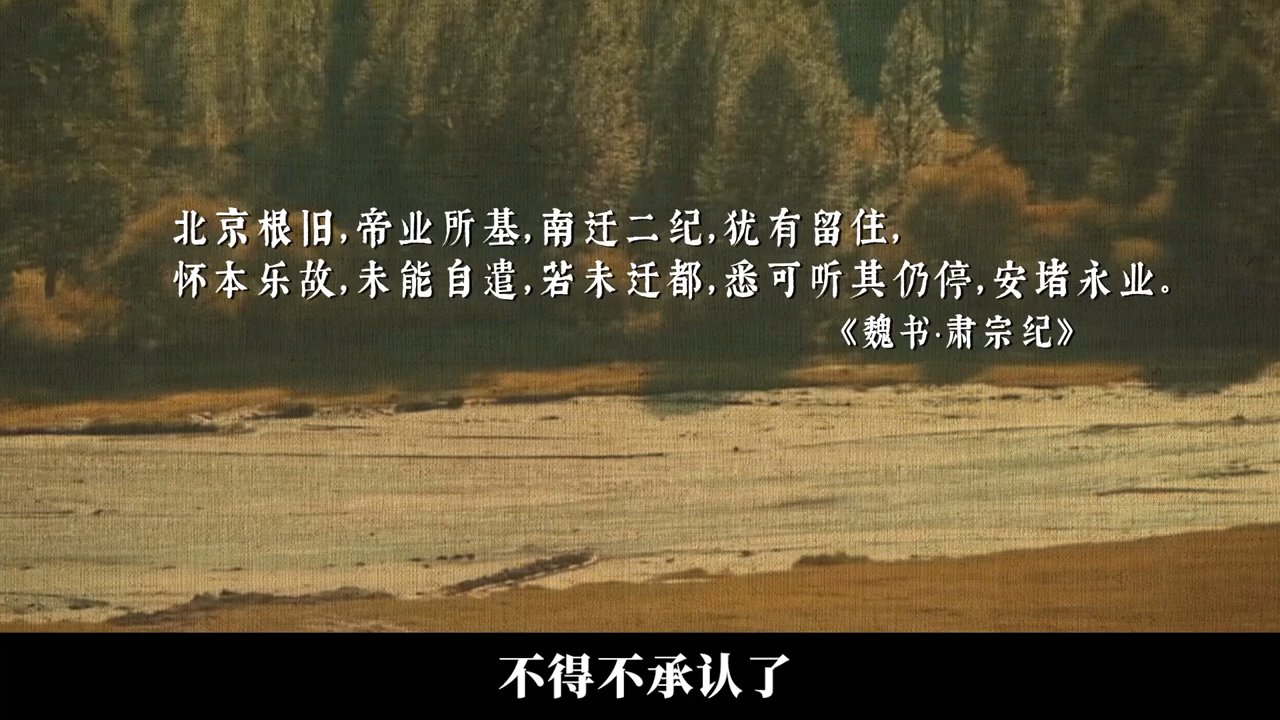 北京根旧,帝业所基,南迁二纪,犹有留住,
怀本乐故,未能自遣,若未迁都,悉可听其仍停,安堵永业。
《魏书·肃宗纪》
不得不承认了